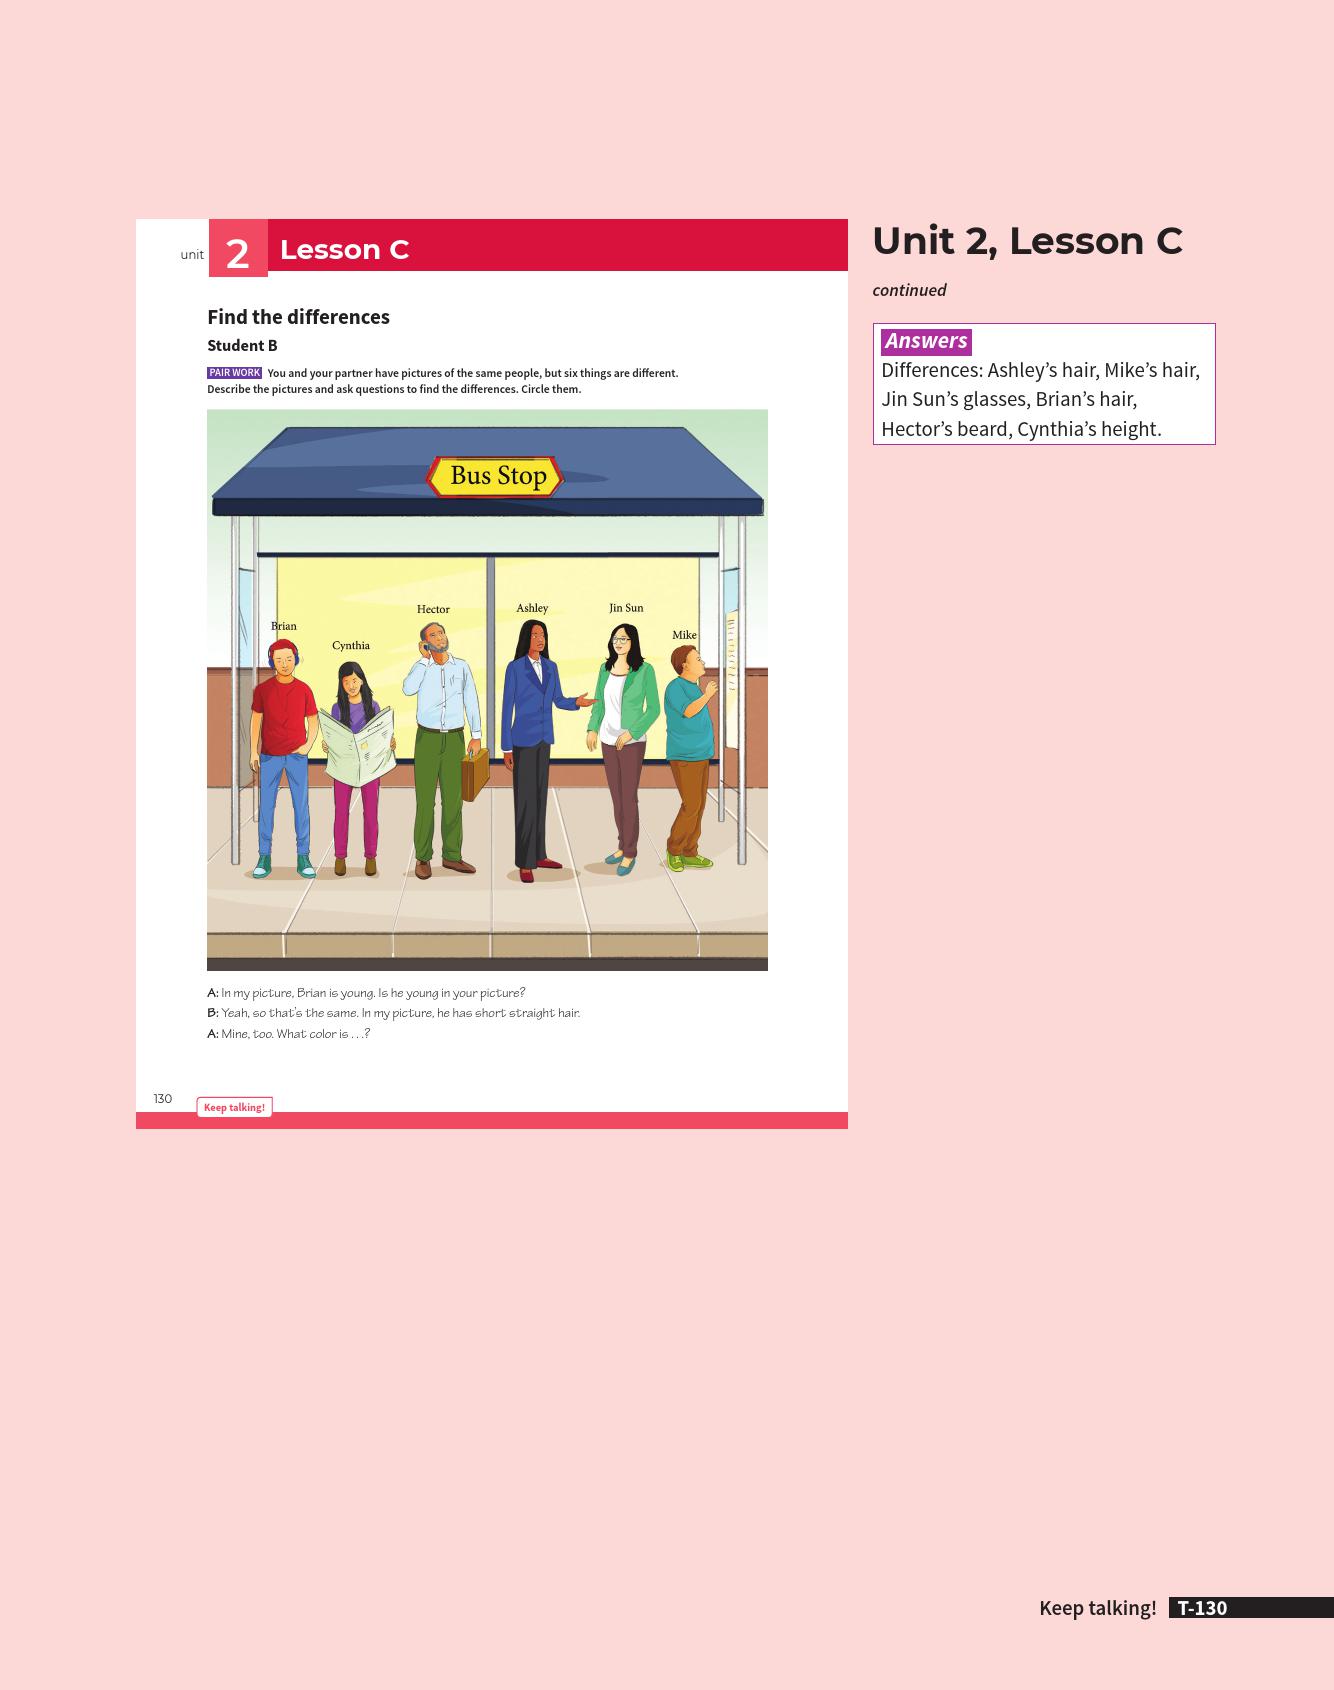 unit 2 Lesson C
Find the differences
Student B
PAIR WORK You and your partner have pictures of the same people, but six things are different.
Describe the pictures and ask questions to find the differences. Circle them.
Bus Stop
Brian
Cynthia
Hector
Ashley
Jin Sun
Mike
A: In my picture, Brian is young. Is he young in your picture?
B: Yeah, so that's the same. In my picture, he has short straight hair.
A: Mine, too. What color is . . .?
130
Keep talking!
Unit 2, Lesson C
continued
Answers
Differences: Ashley’s hair, Mike’s hair,
Jin Sun’s glasses, Brian’s hair,
Hector’s beard, Cynthia’s height.
Keep talking! T-130